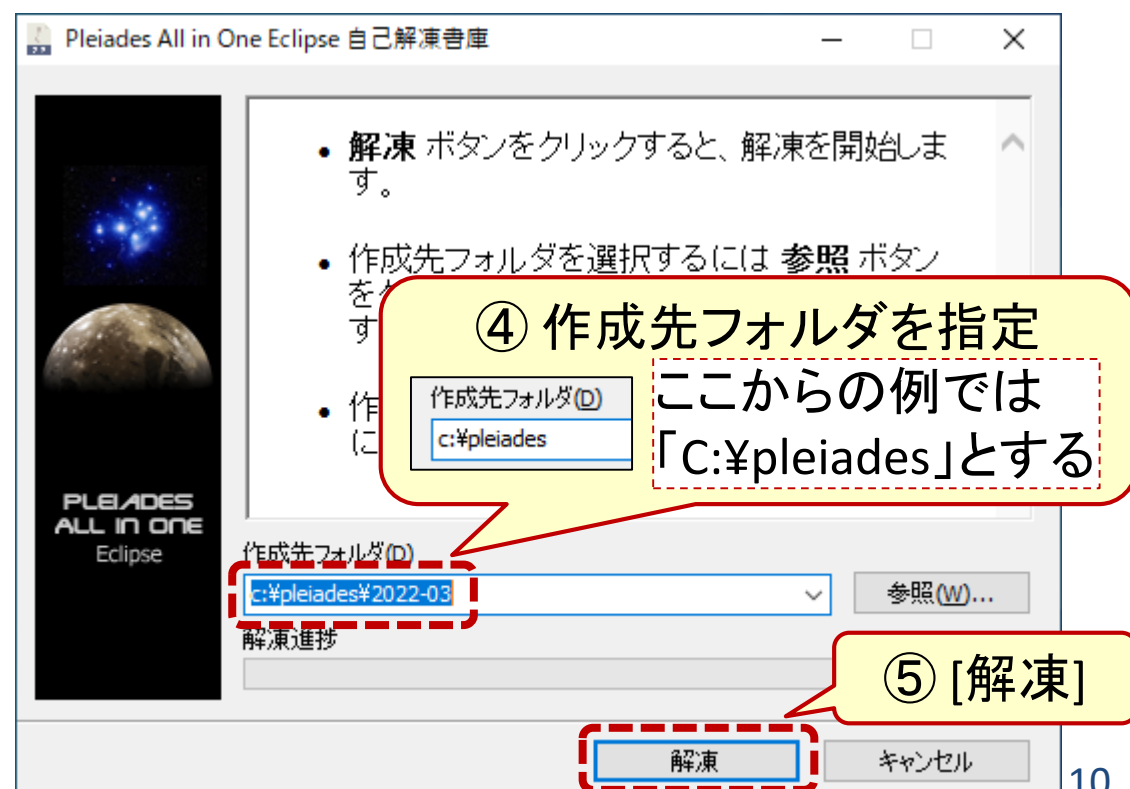 Pleiades All in One Eclipse 自己解凍書庫
• 解凍 ボタンをクリックすると、解凍を開始しま
す。
• 作成先フォルダを選択するには 参照 ボタン
を
す
• 作
に
④ 作成先フォルダを指定
作成先フォルダ(D)
c:¥pleiades
ここからの例では
「C:¥pleiades」とする
PLEIADES
ALL IN ONE
Eclipse
作成先フォルダ(D)
c:¥pleiades¥2022-03
参照(W)...
解凍進捗
⑤ [解凍]
解凍
キャンセル
10